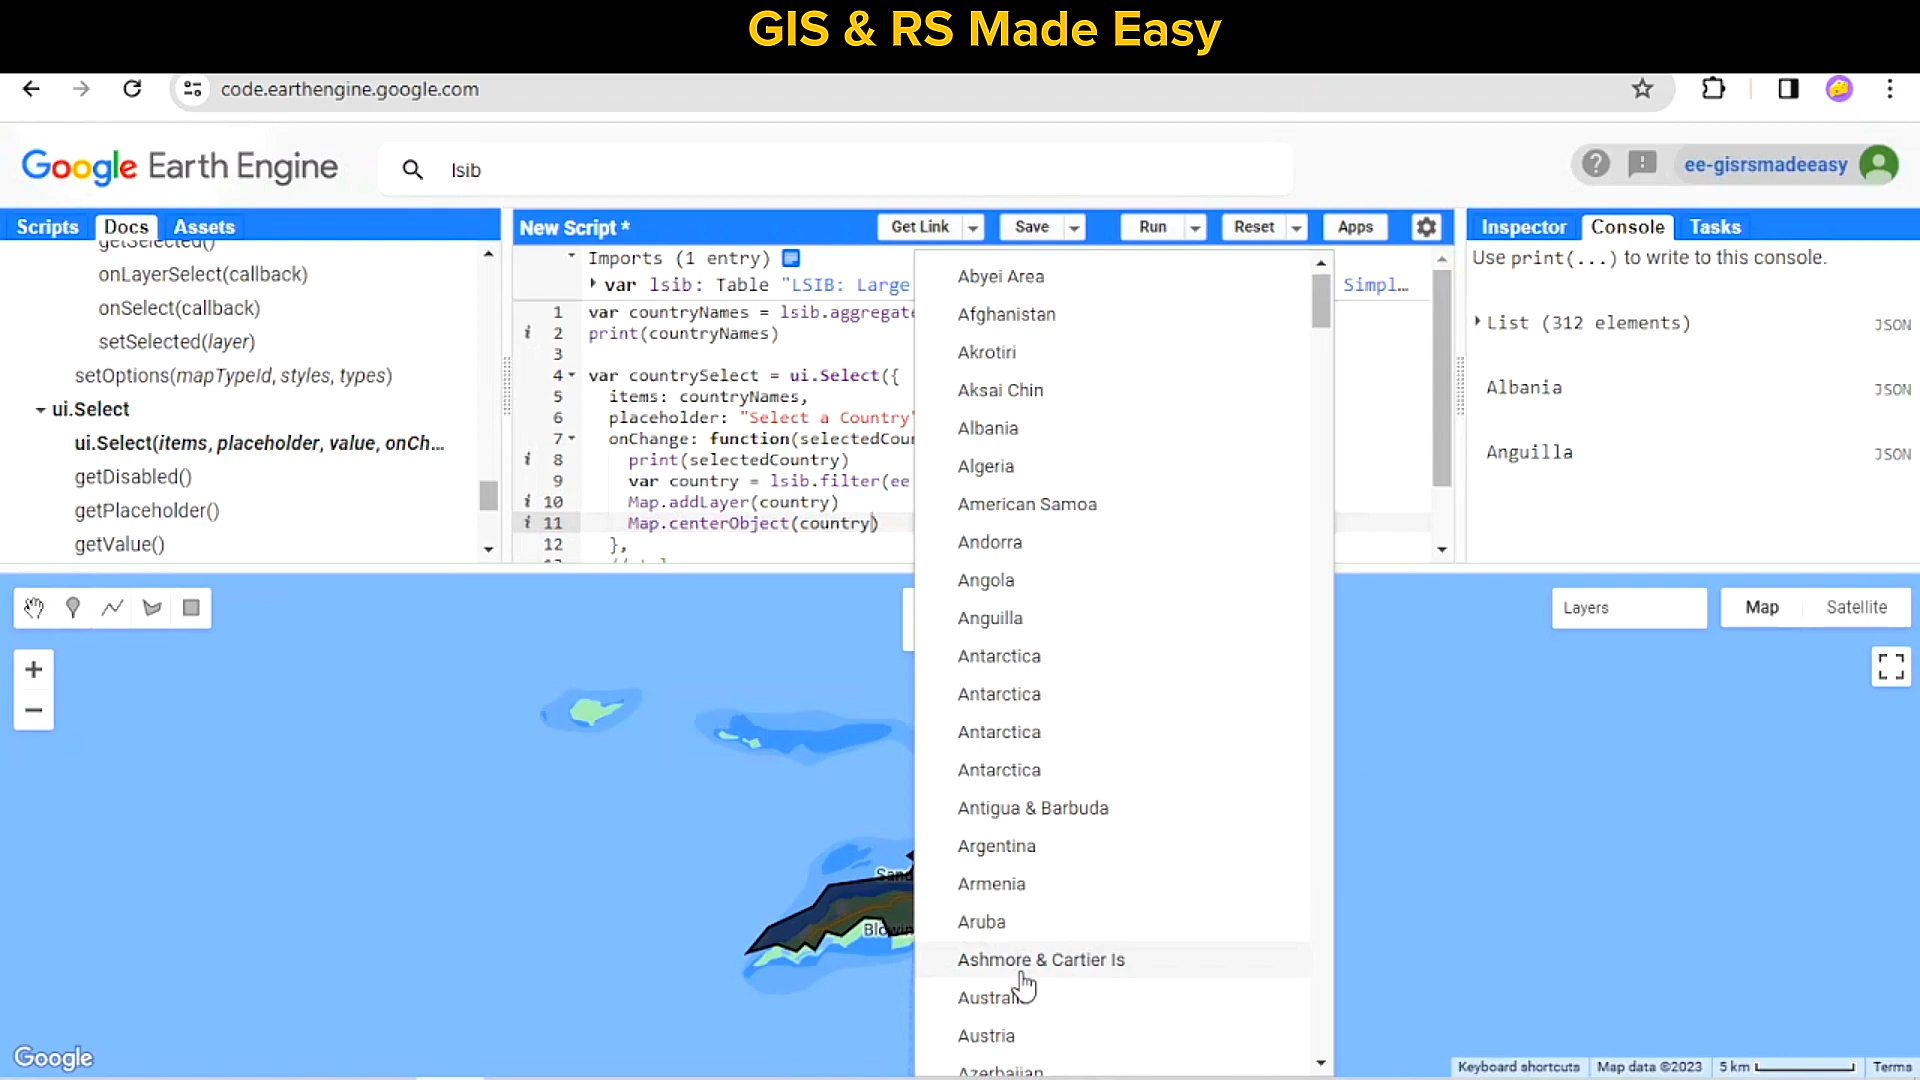 GIS & RS Made Easy
code.earthengine.google.com
Google Earth Engine
lsib
ee-gisrsmadeeasy
Scripts Docs Assets
getSelected()
onLayerSelect(callback)
onSelect(callback)
setSelected(layer)
setOptions(mapTypeId, styles, types)
ui.Select
ui.Select(items, placeholder, value, onCh...
getDisabled()
getPlaceholder()
getValue()
New Script *
Get Link
Save
Run
Reset
Apps
Imports (1 entry)
var lsib: Table "LSIB: Large
Simpl…
1 var countryNames = lsib.aggregate
i 2 print(countryNames)
3
4 var countrySelect = ui.Select({
5 items: countryNames,
6 placeholder: "Select a Country"
7 onChange: function(selectedCou
i 8 print(selectedCountry)
9 var country = lsib.filter(ee
i 10 Map.addLayer(country)
i 11 Map.centerObject(country)
12 },
Inspector Console Tasks
Use print(...) to write to this console.
List (312 elements) JSON
Albania JSON
Anguilla JSON
Abyei Area
Afghanistan
Akrotiri
Aksai Chin
Albania
Algeria
American Samoa
Andorra
Angola
Anguilla
Antarctica
Antarctica
Antarctica
Antarctica
Antigua & Barbuda
Argentina
Armenia
Aruba
Ashmore & Cartier Is
Austria
Azerbaijan
Layers
Map Satellite
Google
Keyboard shortcuts
Map data ©2023
5 km
Terms